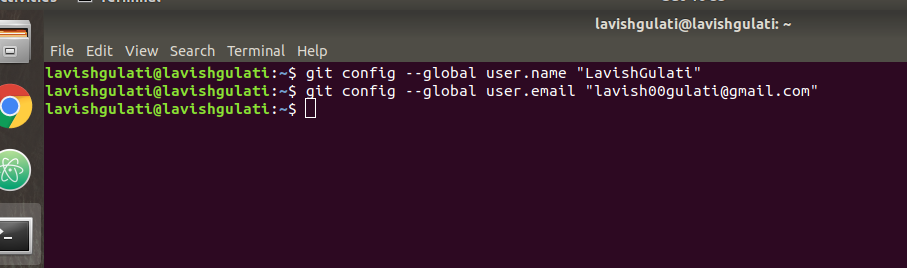 Terminal
lavishgulati@lavishgulati: ~
File Edit View Search Terminal Help
lavishgulati@lavishgulati:~$ git config --global user.name "LavishGulati"
lavishgulati@lavishgulati:~$ git config --global user.email "lavish00gulati@gmail.com"
lavishgulati@lavishgulati:~$